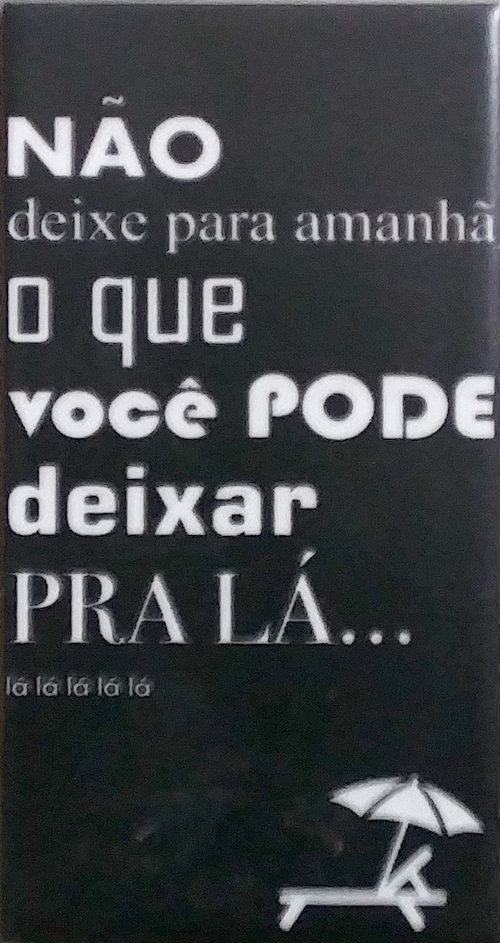 NÃO
deixe para amanhã
o que
você PODE
deixar
PRA LÁ...
lá lá lá lá lá